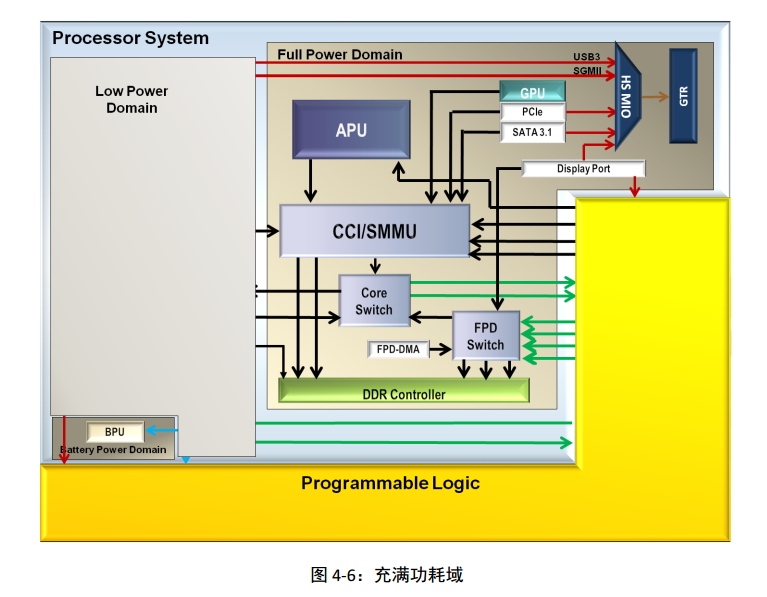 Processor System
Full Power Domain
USB3
SGMII
HS MIO
GTR
Low Power
Domain
GPU
PCIe
SATA 3.1
APU
Display Port
CCI/SMMU
Core
Switch
FPD
Switch
FPD-DMA
DDR Controller
BPU
Battery Power Domain
Programmable Logic
图 4-6：充满功耗域